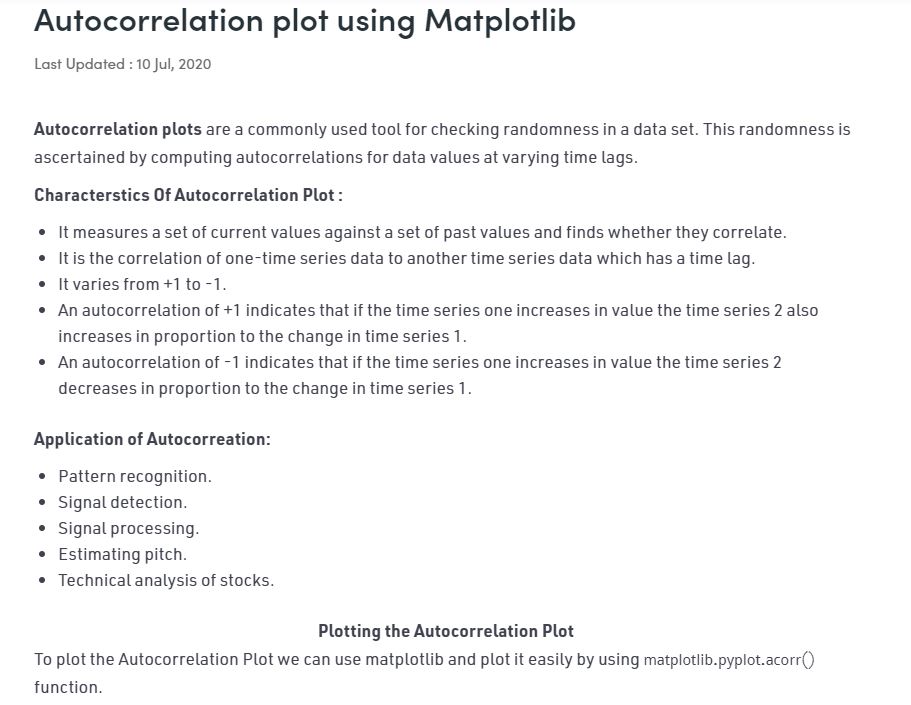 Autocorrelation plot using Matplotlib
Last Updated : 10 Jul, 2020
Autocorrelation plots are a commonly used tool for checking randomness in a data set. This randomness is
ascertained by computing autocorrelations for data values at varying time lags.
Characterstics Of Autocorrelation Plot :
• It measures a set of current values against a set of past values and finds whether they correlate.
• It is the correlation of one-time series data to another time series data which has a time lag.
• It varies from +1 to -1.
• An autocorrelation of +1 indicates that if the time series one increases in value the time series 2 also
increases in proportion to the change in time series 1.
• An autocorrelation of -1 indicates that if the time series one increases in value the time series 2
decreases in proportion to the change in time series 1.
Application of Autocorreation:
• Pattern recognition.
• Signal detection.
• Signal processing.
• Estimating pitch.
• Technical analysis of stocks.
Plotting the Autocorrelation Plot
To plot the Autocorrelation Plot we can use matplotlib and plot it easily by using matplotlib.pyplot.acorr()
function.